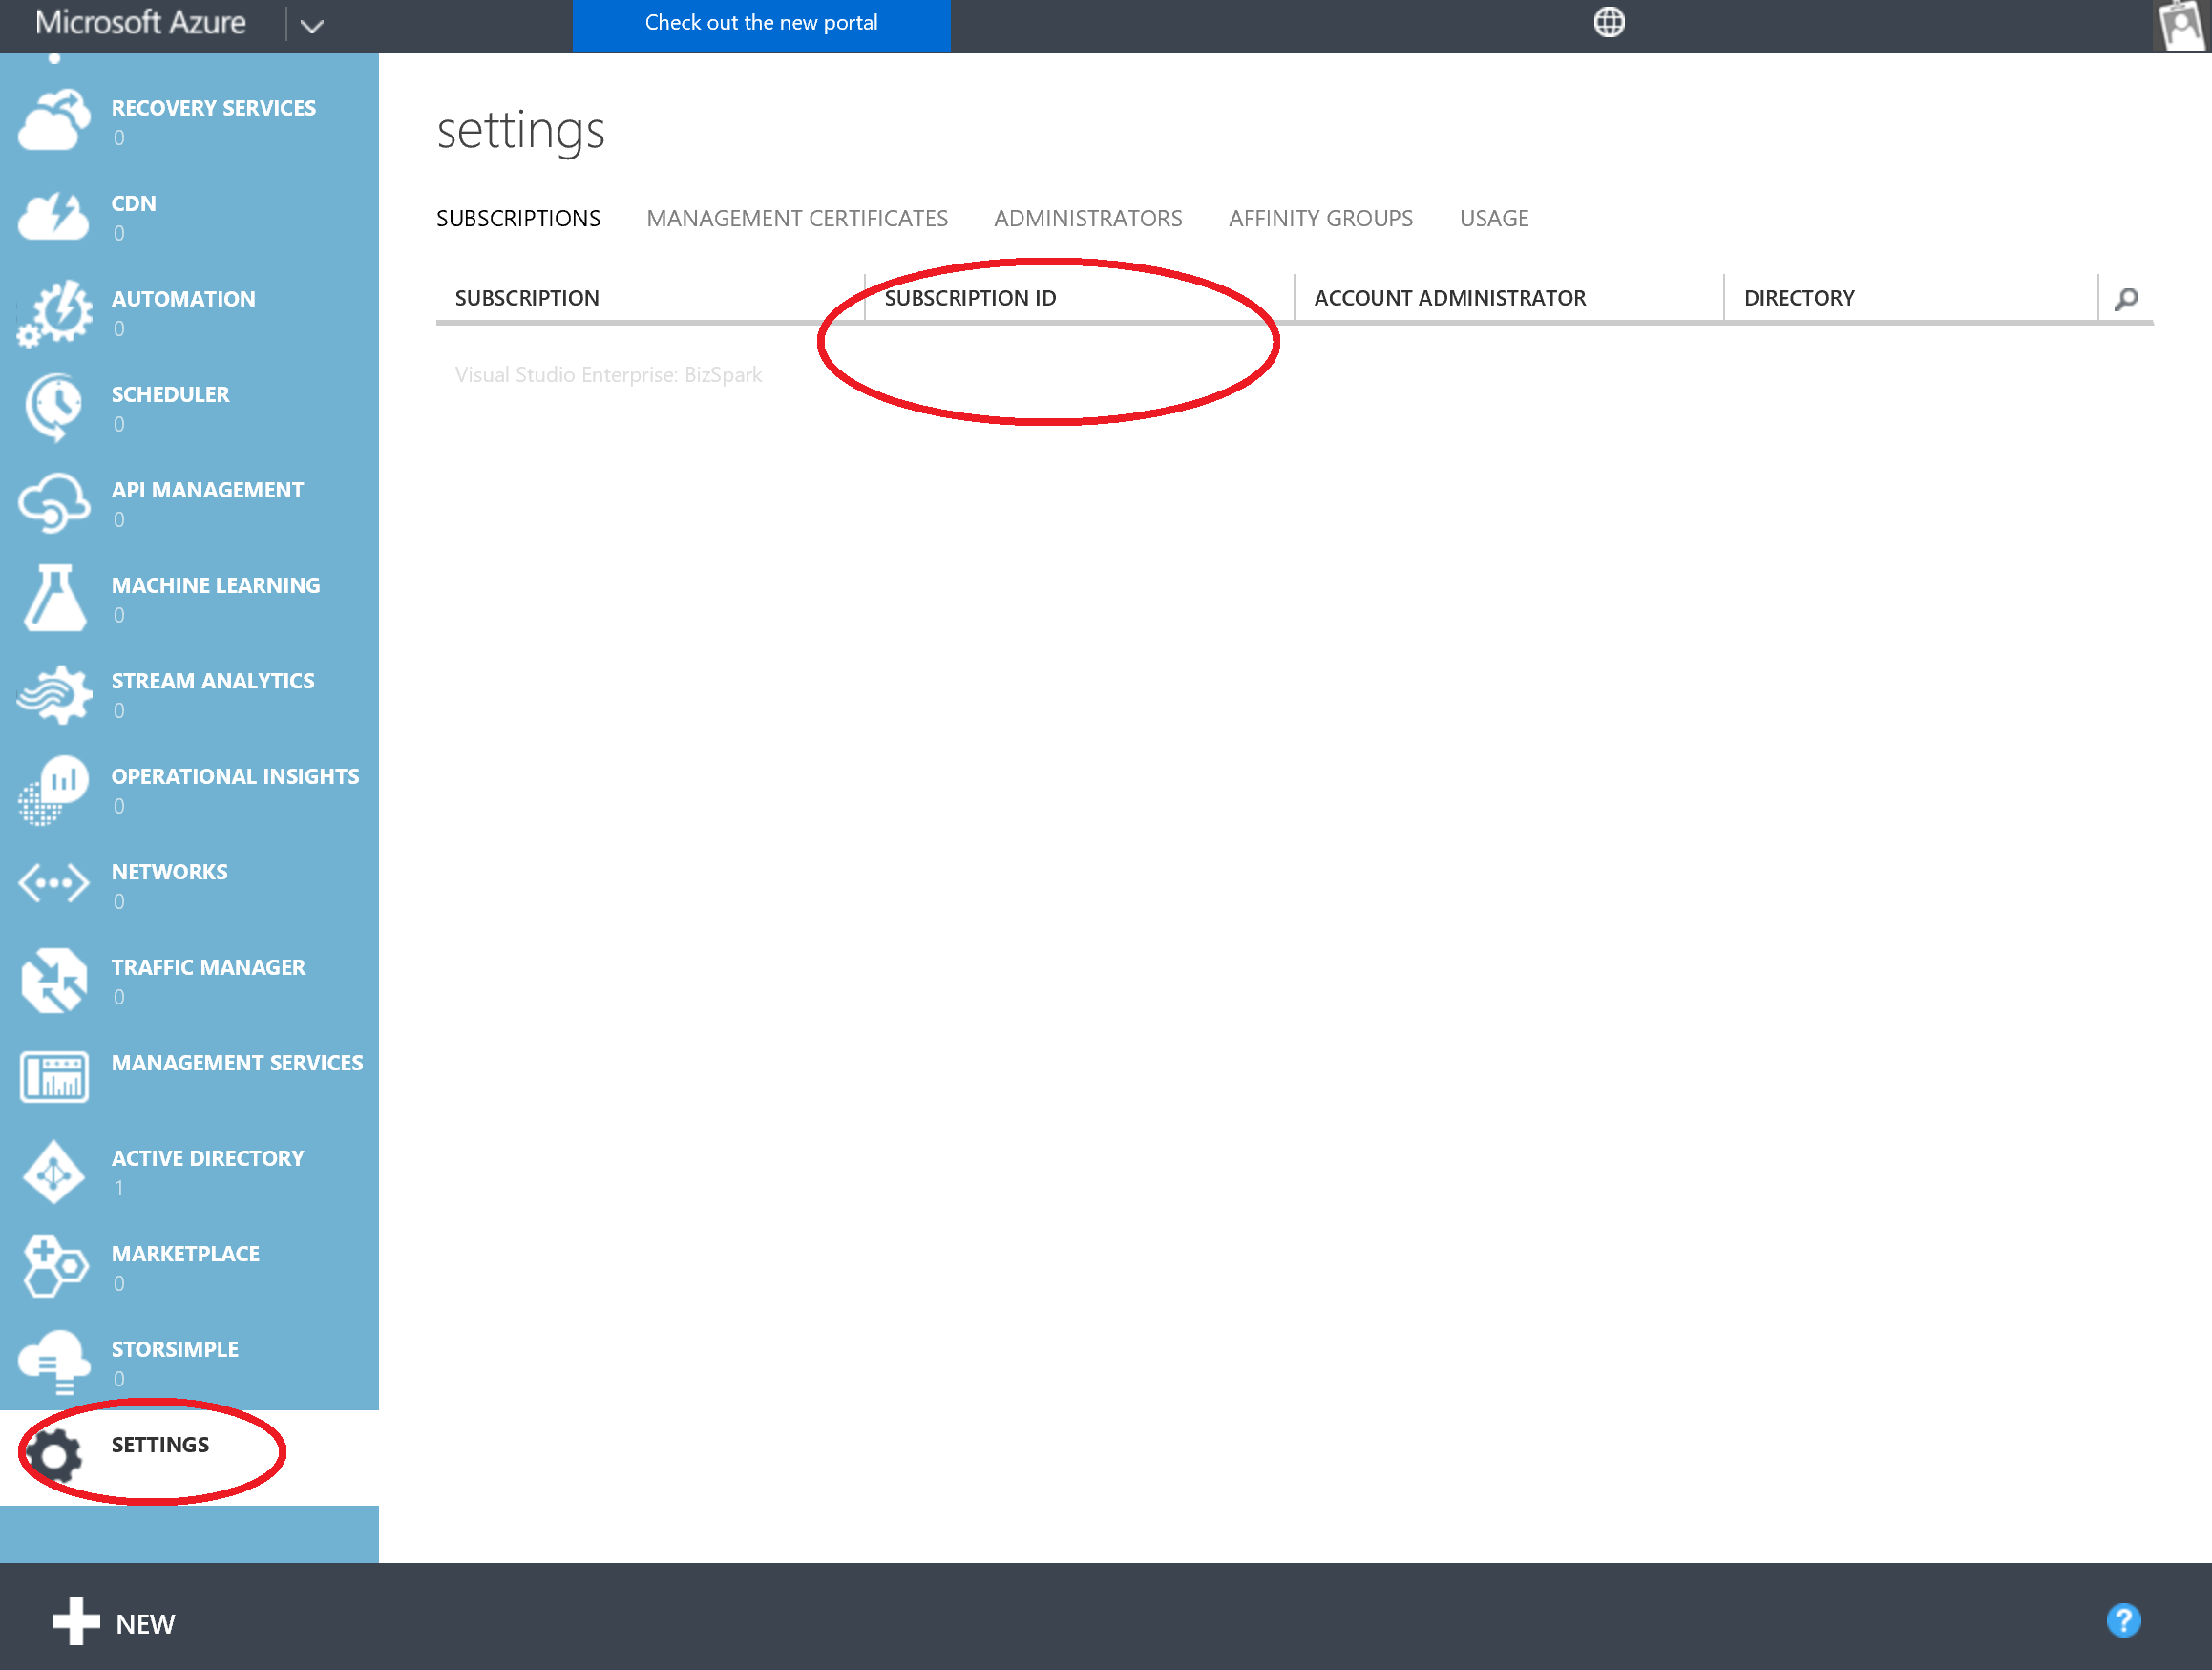 Microsoft Azure
Check out the new portal
RECOVERY SERVICES
0
CDN
0
AUTOMATION
0
SCHEDULER
0
API MANAGEMENT
0
MACHINE LEARNING
0
STREAM ANALYTICS
0
OPERATIONAL INSIGHTS
0
NETWORKS
0
TRAFFIC MANAGER
0
MANAGEMENT SERVICES
ACTIVE DIRECTORY
1
MARKETPLACE
0
STORSIMPLE
0
SETTINGS
settings
SUBSCRIPTIONS MANAGEMENT CERTIFICATES ADMINISTRATORS AFFINITY GROUPS USAGE
SUBSCRIPTION SUBSCRIPTION ID ACCOUNT ADMINISTRATOR DIRECTORY
Visual Studio Enterprise: BizSpark
NEW
?